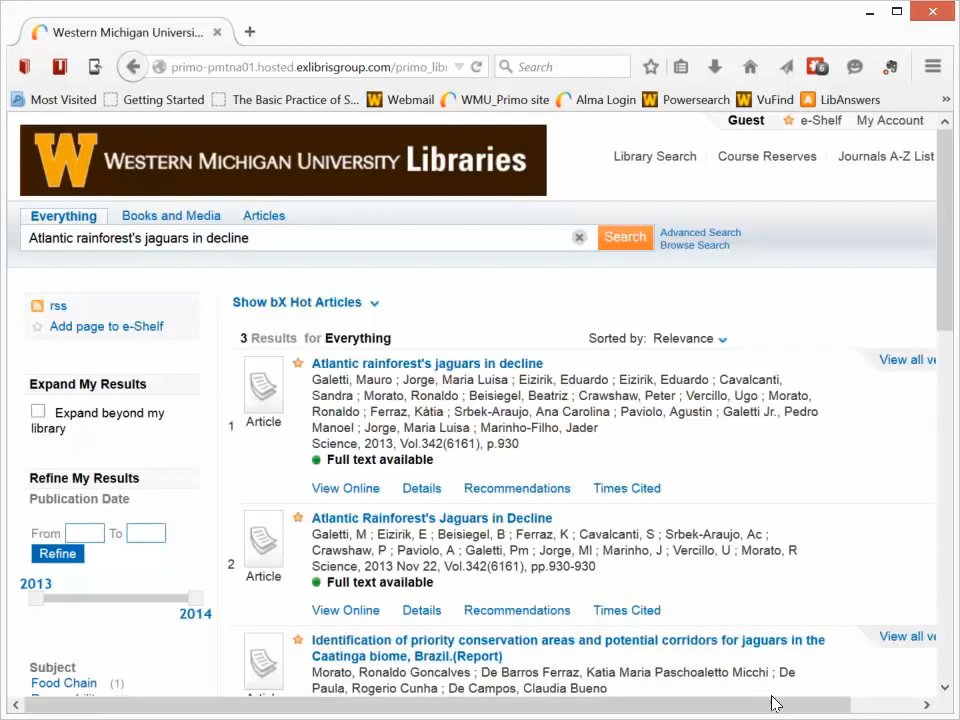 Western Michigan Universi...
primo-pmtna01.hosted.exlibrisgroup.com/primo_lib
Search
Most Visited Getting Started The Basic Practice of S... Webmail WMU_Primo site Alma Login Powersearch VuFind LibAnswers
Guest e-Shelf My Account
W WESTERN MICHIGAN UNIVERSITY Libraries
Library Search Course Reserves Journals A-Z List
Everything Books and Media Articles
Atlantic rainforest's jaguars in decline
Search
Advanced Search
Browse Search
rss
Add page to e-Shelf
Expand My Results
Expand beyond my
library
Refine My Results
Publication Date
From To
Refine
2013
2014
Subject
Food Chain (1)
Show bX Hot Articles
3 Results for Everything
Sorted by: Relevance
View all ve
1
Article
Atlantic rainforest's jaguars in decline
Galetti, Mauro ; Jorge, Maria Luisa ; Eizirik, Eduardo ; Eizirik, Eduardo ; Cavalcanti,
Sandra ; Morato, Ronaldo ; Beisiegel, Beatriz ; Crawshaw, Peter ; Vercillo, Ugo ; Morato,
Ronaldo ; Ferraz, Kátia ; Srbek-Araujo, Ana Carolina ; Paviolo, Agustin ; Galetti Jr., Pedro
Manoel ; Jorge, Maria Luisa ; Marinho-Filho, Jader
Science, 2013, Vol.342(6161), p.930
Full text available
View Online Details Recommendations Times Cited
2
Article
Atlantic Rainforest's Jaguars in Decline
Galetti, M ; Eizirik, E ; Beisiegel, B ; Ferraz, K ; Cavalcanti, S ; Srbek-Araujo, Ac ;
Crawshaw, P ; Paviolo, A ; Galetti, Pm ; Jorge, Ml ; Marinho, J ; Vercillo, U ; Morato, R
Science, 2013 Nov 22, Vol.342(6161), pp.930-930
Full text available
View Online Details Recommendations Times Cited
View all ve
Identification of priority conservation areas and potential corridors for jaguars in the
Caatinga biome, Brazil.(Report)
Morato, Ronaldo Goncalves ; De Barros Ferraz, Katia Maria Paschoaletto Micchi ; De
Paula, Rogerio Cunha ; De Campos, Claudia Bueno